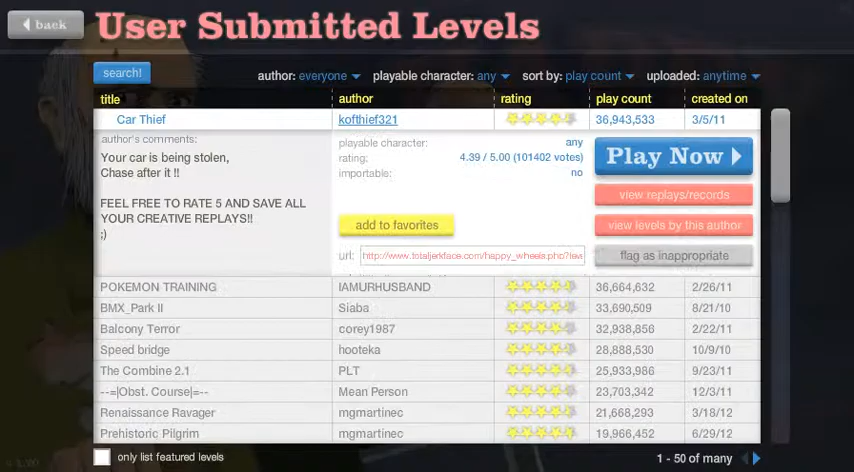 back
User Submitted Levels
search!
author: everyone playable character: any sort by: play count uploaded: anytime
title author rating play count created on
Car Thief kofthief321 36,943,533 3/5/11
author's comments:
Your car is being stolen,
Chase after it !!
FEEL FREE TO RATE 5 AND SAVE ALL
YOUR CREATIVE REPLAYS!!
;)
playable character: any
rating: 4.39 / 5.00 (101402 votes)
importable: no
add to favorites
url: http://www.totaljerkface.com/happy_wheels.php?lev
Play Now
view replays/records
view levels by this author
flag as inappropriate
POKEMON TRAINING IAMURHUSBAND 36,664,632 2/26/11
BMX_Park II Siaba 33,690,509 8/21/10
Balcony Terror corey1987 32,938,856 2/22/11
Speed bridge hooteka 28,888,530 10/9/10
The Combine 2.1 PLT 25,933,986 9/23/11
--=|Obst. Course|=-- Mean Person 23,703,342 12/3/11
Renaissance Ravager mgmartinec 21,668,293 3/18/12
Prehistoric Pilgrim mgmartinec 19,966,452 6/29/12
only list featured levels
1 - 50 of many